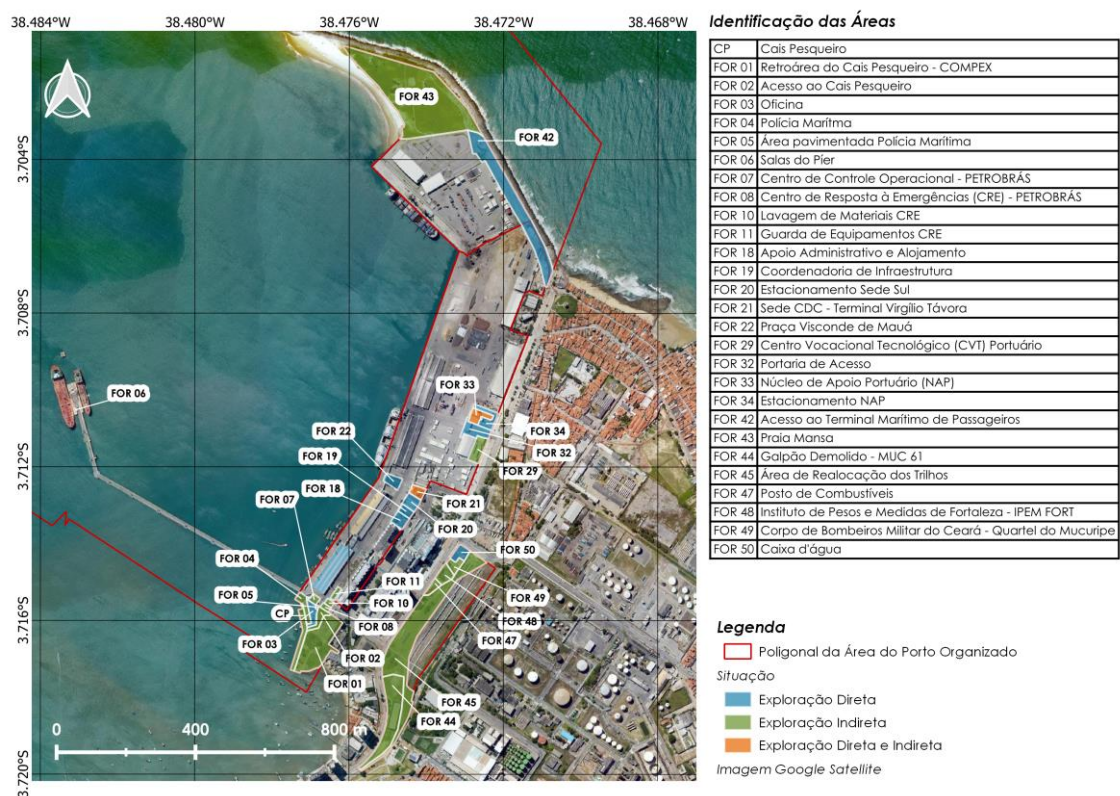 38.484°W
38.480°W
38.476°W
38.472°W
38.468°W
3.704°S
3.708°S
3.712°S
3.716°S
3.720°S
FOR 43
FOR 42
FOR 06
FOR 33
FOR 34
FOR 22
FOR 32
FOR 19
FOR 29
FOR 18
FOR 21
FOR 07
FOR 20
FOR 50
FOR 04
FOR 11
FOR 49
FOR 05
FOR 10
CP
FOR 48
FOR 08
FOR 03
FOR 47
FOR 02
FOR 01
FOR 45
FOR 44
0 400 800 m
Identificação das Áreas
CP Cais Pesqueiro
FOR 01 Retroárea do Cais Pesqueiro - COMPEX
FOR 02 Acesso ao Cais Pesqueiro
FOR 03 Oficina
FOR 04 Polícia Marítma
FOR 05 Área pavimentada Polícia Marítima
FOR 06 Salas do Píer
FOR 07 Centro de Controle Operacional - PETROBRÁS
FOR 08 Centro de Resposta à Emergências (CRE) - PETROBRÁS
FOR 10 Lavagem de Materiais CRE
FOR 11 Guarda de Equipamentos CRE
FOR 18 Apoio Administrativo e Alojamento
FOR 19 Coordenadoria de Infraestrutura
FOR 20 Estacionamento Sede Sul
FOR 21 Sede CDC - Terminal Virgílio Távora
FOR 22 Praça Visconde de Mauá
FOR 29 Centro Vocacional Tecnológico (CVT) Portuário
FOR 32 Portaria de Acesso
FOR 33 Núcleo de Apoio Portuário (NAP)
FOR 34 Estacionamento NAP
FOR 42 Acesso ao Terminal Marítimo de Passageiros
FOR 43 Praia Mansa
FOR 44 Galpão Demolido - MUC 61
FOR 45 Área de Realocação dos Trilhos
FOR 47 Posto de Combustíveis
FOR 48 Instituto de Pesos e Medidas de Fortaleza - IPEM FORT
FOR 49 Corpo de Bombeiros Militar do Ceará - Quartel do Mucuripe
FOR 50 Caixa d'água
Legenda
Poligonal da Área do Porto Organizado
Situação
Exploração Direta
Exploração Indireta
Exploração Direta e Indireta
Imagem Google Satellite